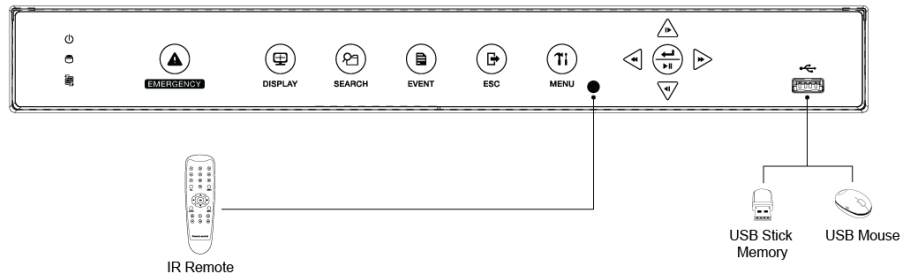 EMERGENCY
DISPLAY
SEARCH
EVENT
ESC
MENU
IR Remote
USB Stick
Memory
USB Mouse